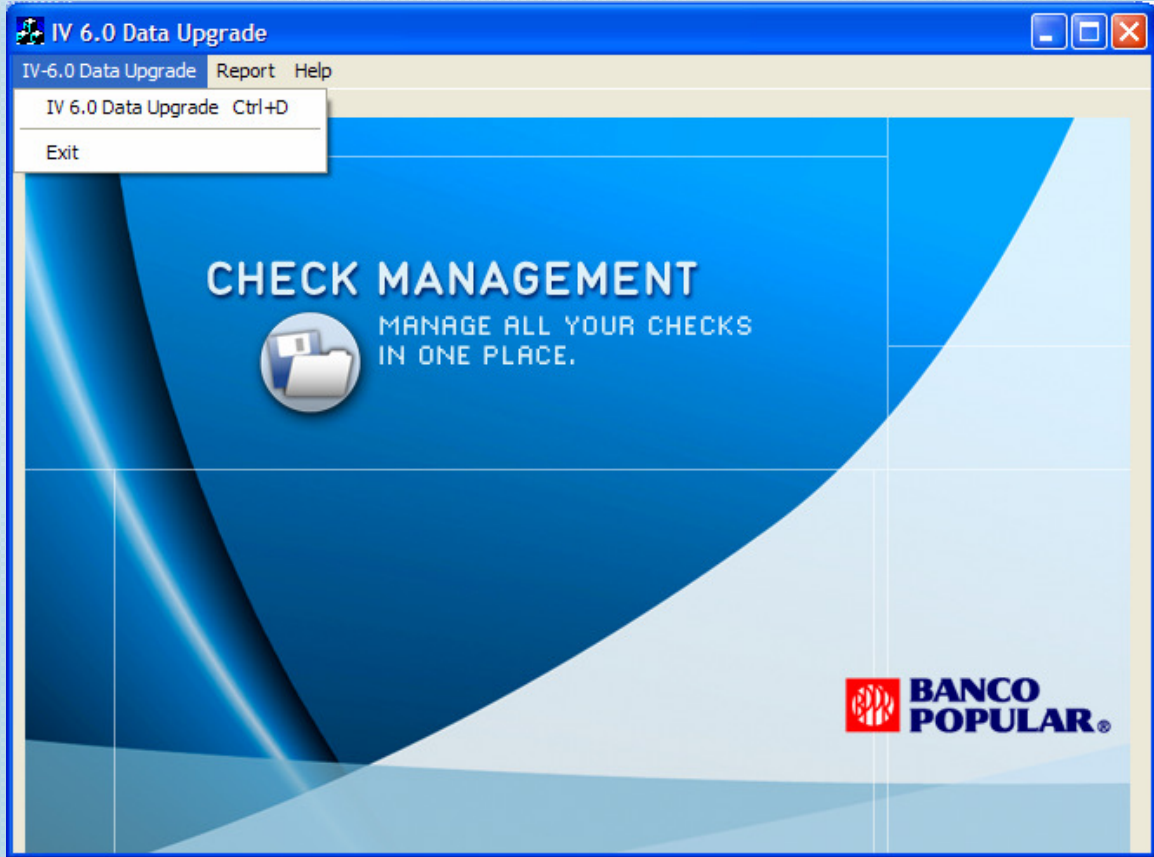 IV 6.0 Data Upgrade
IV-6.0 Data Upgrade Report Help
IV 6.0 Data Upgrade Ctrl+D
Exit
CHECK MANAGEMENT
MANAGE ALL YOUR CHECKS
IN ONE PLACE.
BPPR
BANCO
POPULAR®